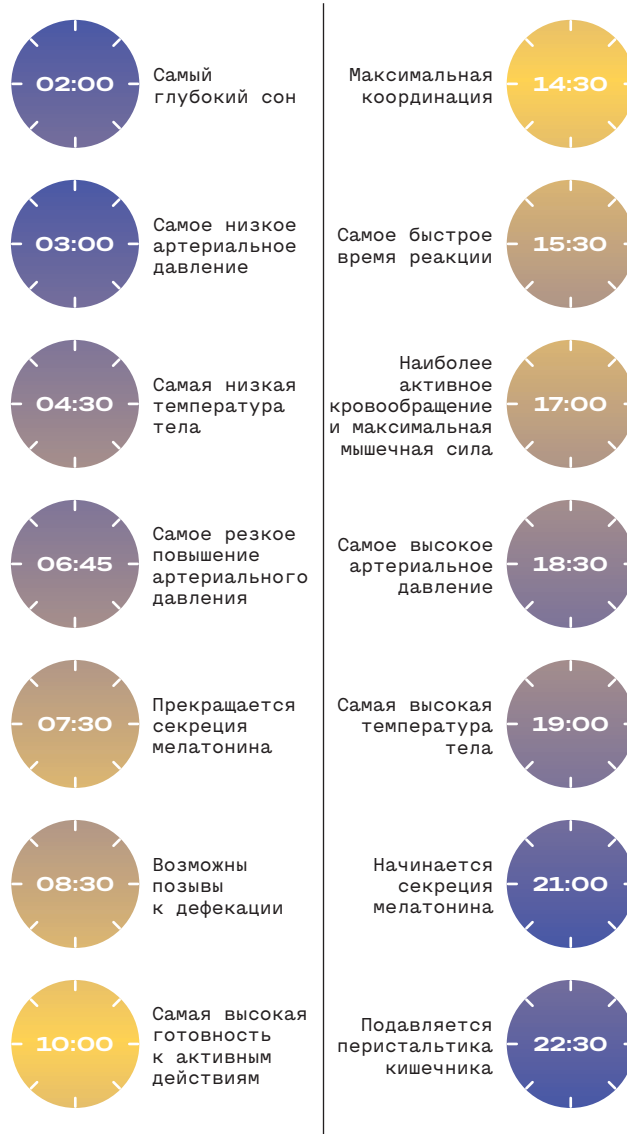 02:00
Самый
глубокий сон
03:00
Самое низкое
артериальное
давление
04:30
Самая низкая
температура
тела
06:45
Самое резкое
повышение
артериального
давления
07:30
Прекращается
секреция
мелатонина
08:30
Возможны
позывы
к дефекации
10:00
Самая высокая
готовность
к активным
действиям
Максимальная
координация
14:30
Самое быстрое
время реакции
15:30
Наиболее
активное
кровообращение
и максимальная
мышечная сила
17:00
Самое высокое
артериальное
давление
18:30
Самая высокая
температура
тела
19:00
Начинается
секреция
мелатонина
21:00
Подавляется
перистальтика
кишечника
22:30